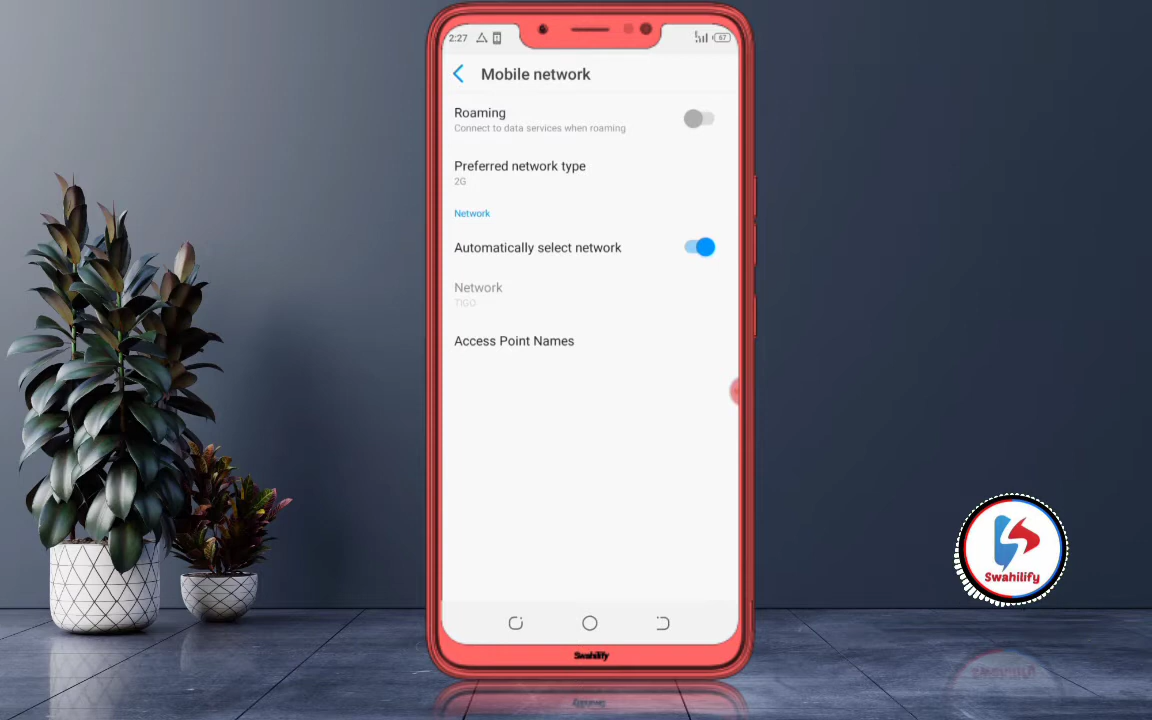 2:27
67
Mobile network
Roaming
Connect to data services when roaming
Preferred network type
2G
Network
Automatically select network
Network
TIGO
Access Point Names
Swahilify
Swahilify